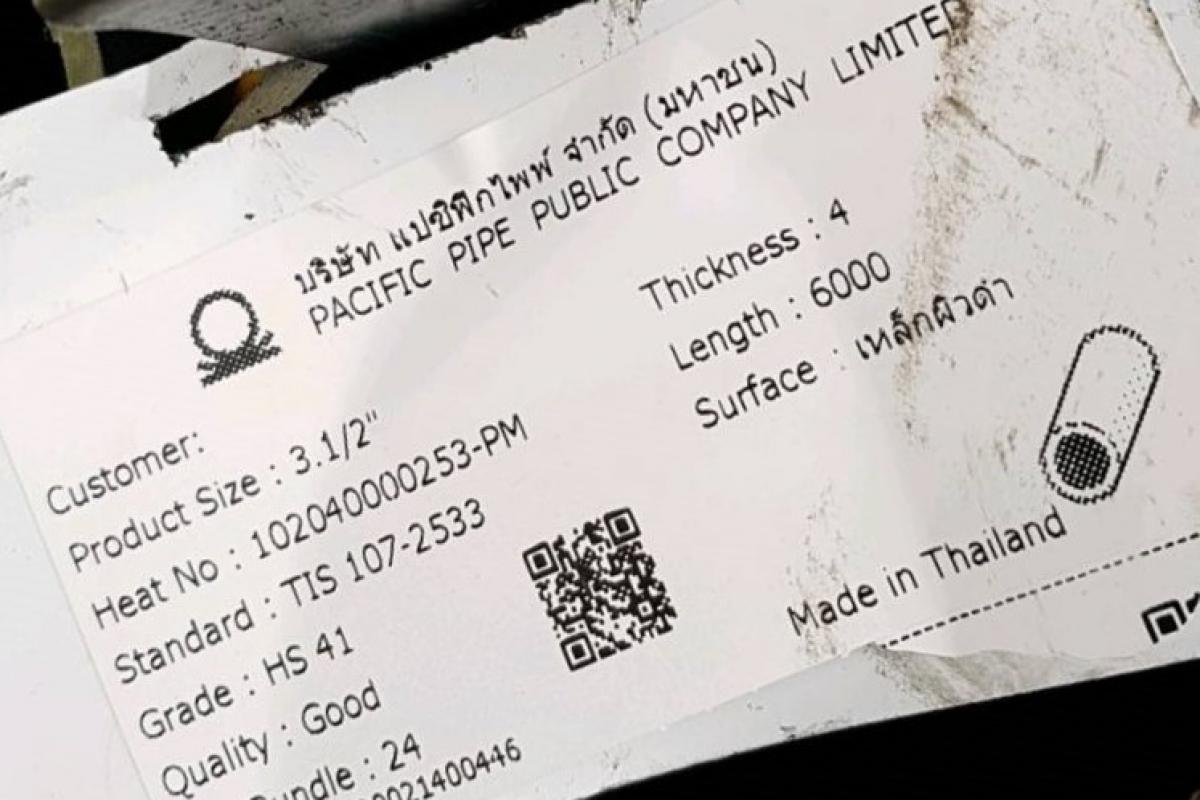 บริษัท แปซิฟิกไพพ์ จำกัด (มหาชน)
PACIFIC PIPE PUBLIC COMPANY LIMITED
Customer:
Product Size : 3.1/2"
Heat No : 10204000253-PM
Standard : TIS 107-2533
Grade : HS 41
Quality : Good
Bundle : 24
Thickness : 4
Length : 6000
Surface : เหล็กผิวดำ
Made in Thailand